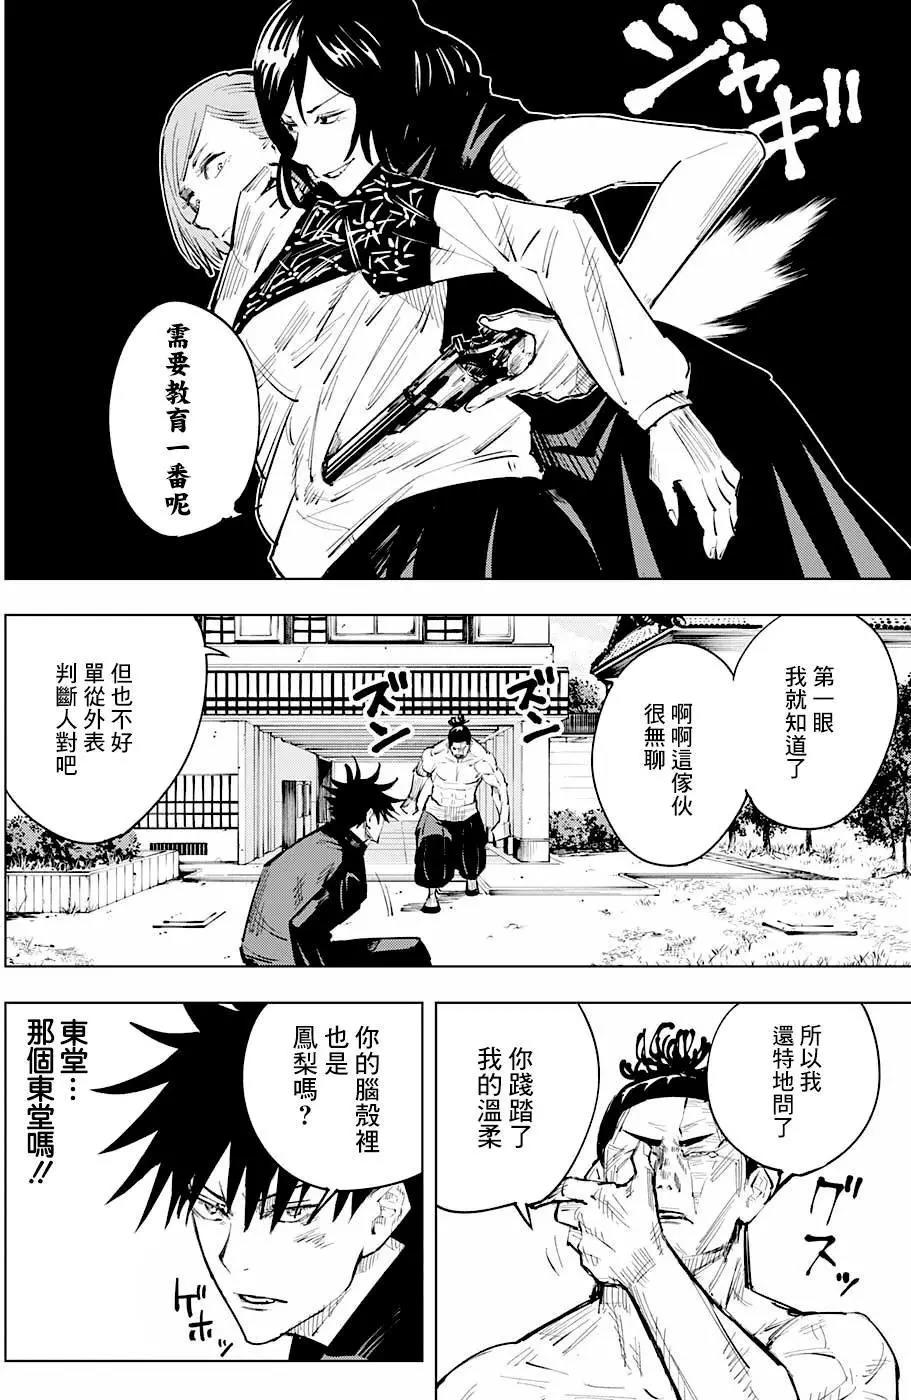 ジャギ‼
需要教育一番呢
第一眼
我就知道了
啊啊這傢伙
很無聊
ズン
ズン
但也不好
單從外表
判斷人對吧
所以我
還特地問了
你踐踏了
我的溫柔
グスッ
你的腦殼裡
也是
鳳梨嗎?
東堂…
那個東堂嗎‼
ゲホッ